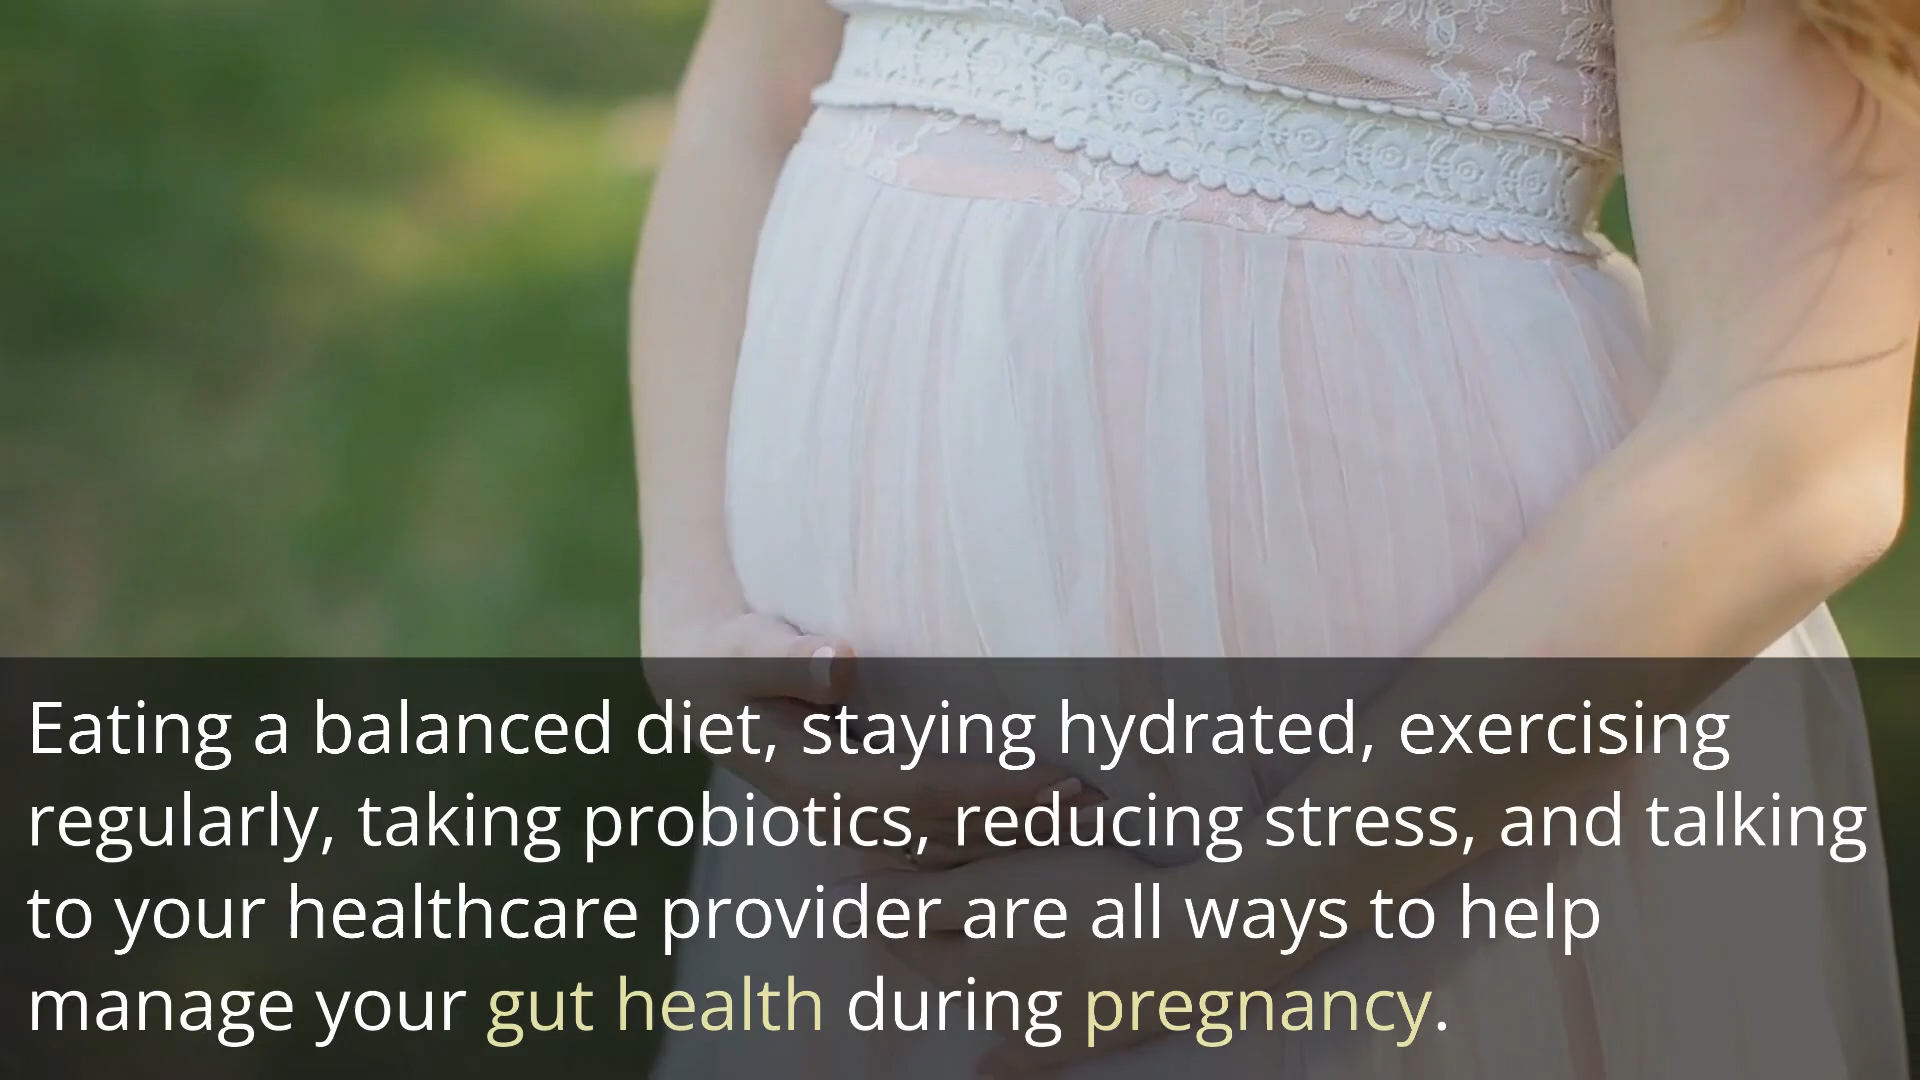 Eating a balanced diet, staying hydrated, exercising
regularly, taking probiotics, reducing stress, and talking
to your healthcare provider are all ways to help
manage your gut health during pregnancy.